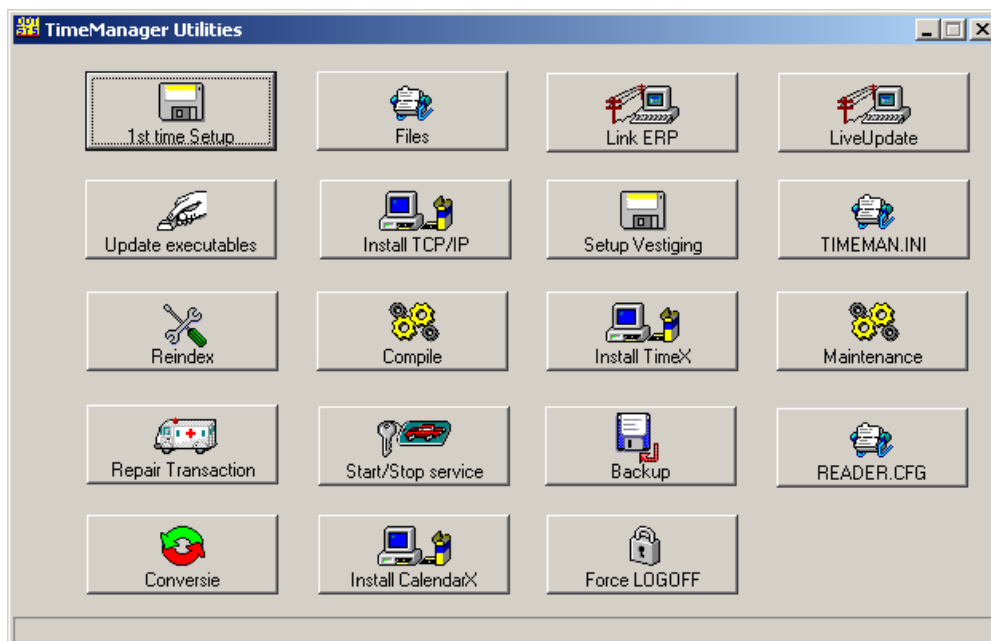 TimeManager Utilities
1st time Setup
Files
Link ERP
LiveUpdate
Update executables
Install TCP/IP
Setup Vestiging
TIMEMAN.INI
Reindex
Compile
Install TimeX
Maintenance
Repair Transaction
Start/Stop service
Backup
READER.CFG
Conversie
Install CalendarX
Force LOGOFF